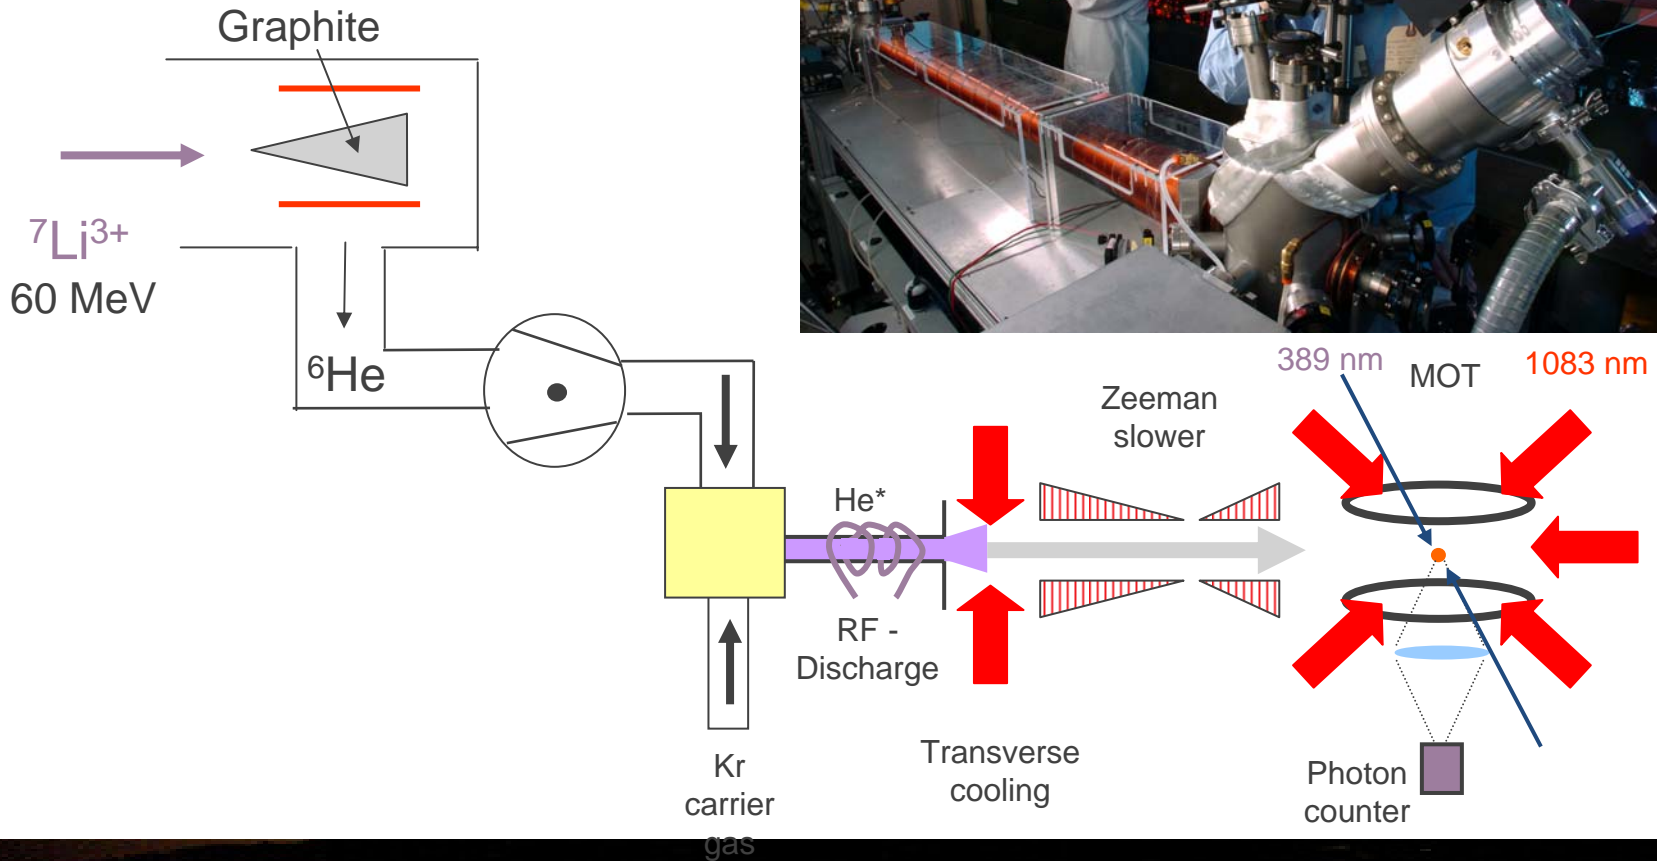 Graphite
⁷Li³⁺
60 MeV
⁶He
389 nm
MOT
1083 nm
Zeeman
slower
He*
RF -
Discharge
Transverse
cooling
Kr
carrier
gas
Photon
counter